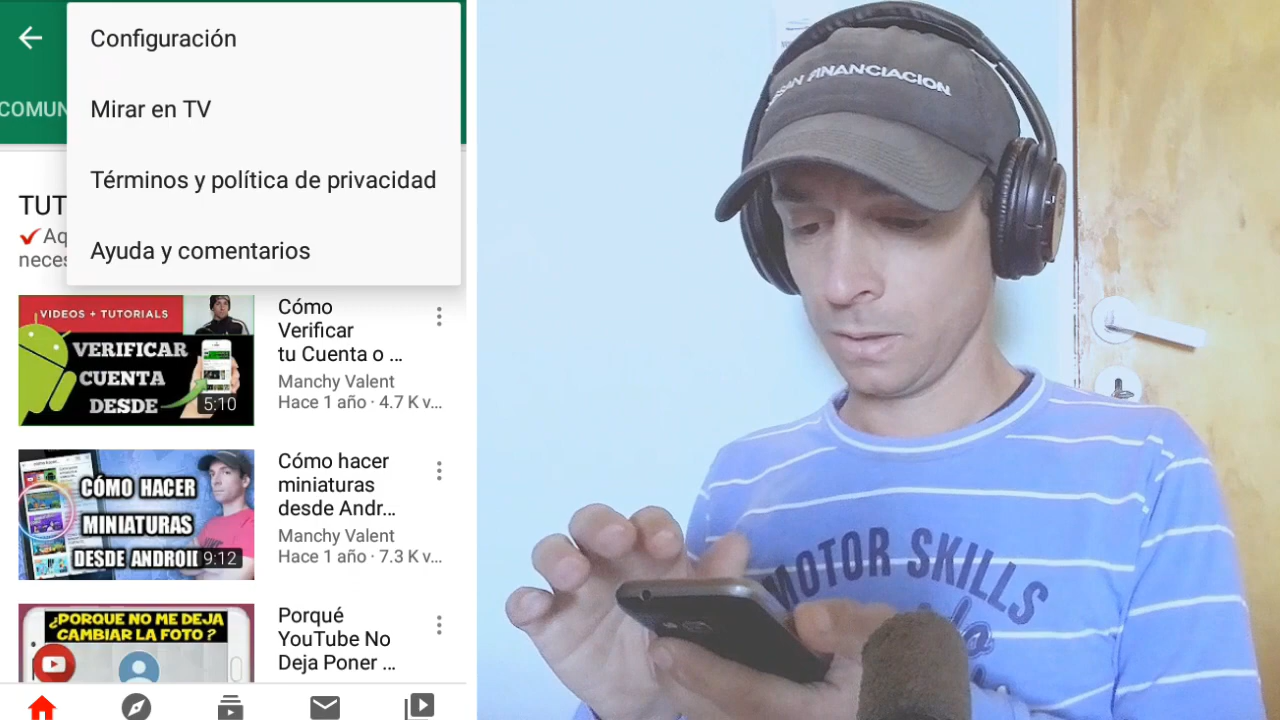 Configuración
Mirar en TV
COMUN
Términos y política de privacidad
TUT
Aq
neces
Ayuda y comentarios
VIDEOS + TUTORIALS
VERIFICAR
CUENTA
DESDE
5:10
Cómo
Verificar
tu Cuenta o ...
Manchy Valent
Hace 1 año · 4.7 K v...
CÓMO HACER
MINIATURAS
DESDE ANDROI
9:12
Cómo hacer
miniaturas
desde Andr...
Manchy Valent
Hace 1 año · 7.3 K v...
¿PORQUE NO ME DEJA
CAMBIAR LA FOTO ?
Porqué
YouTube No
Deja Poner ...
FINANCIACION
MOTOR SKILLS